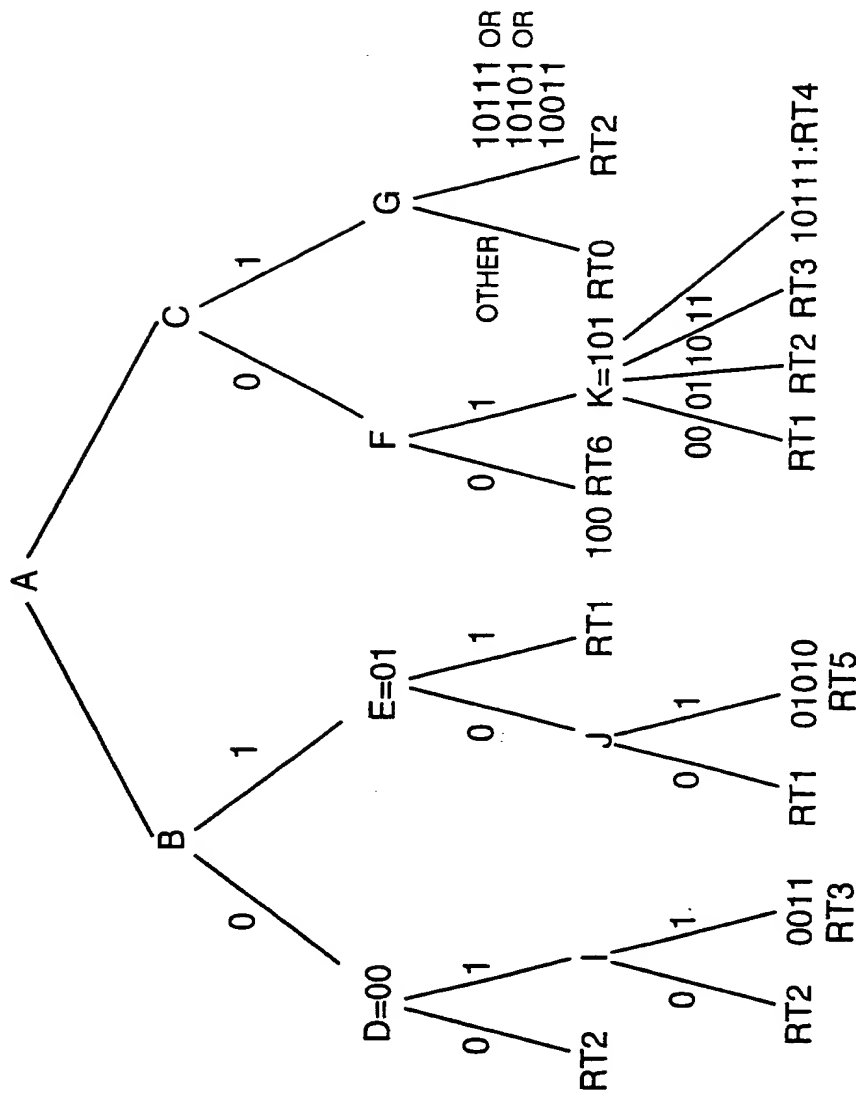 A
B C
0 1 0 1
D=00 E=01 F G
10111 OR
10101 OR
10011
0 1 0 1 0 1 OTHER
RT2 I J RT1 100 RT6 K=101 RT0 RT2
0 1 0 1 00 01 10 11
RT2 0011 RT1 01010 RT1 RT2 RT3 10111:RT4
RT3 RT5